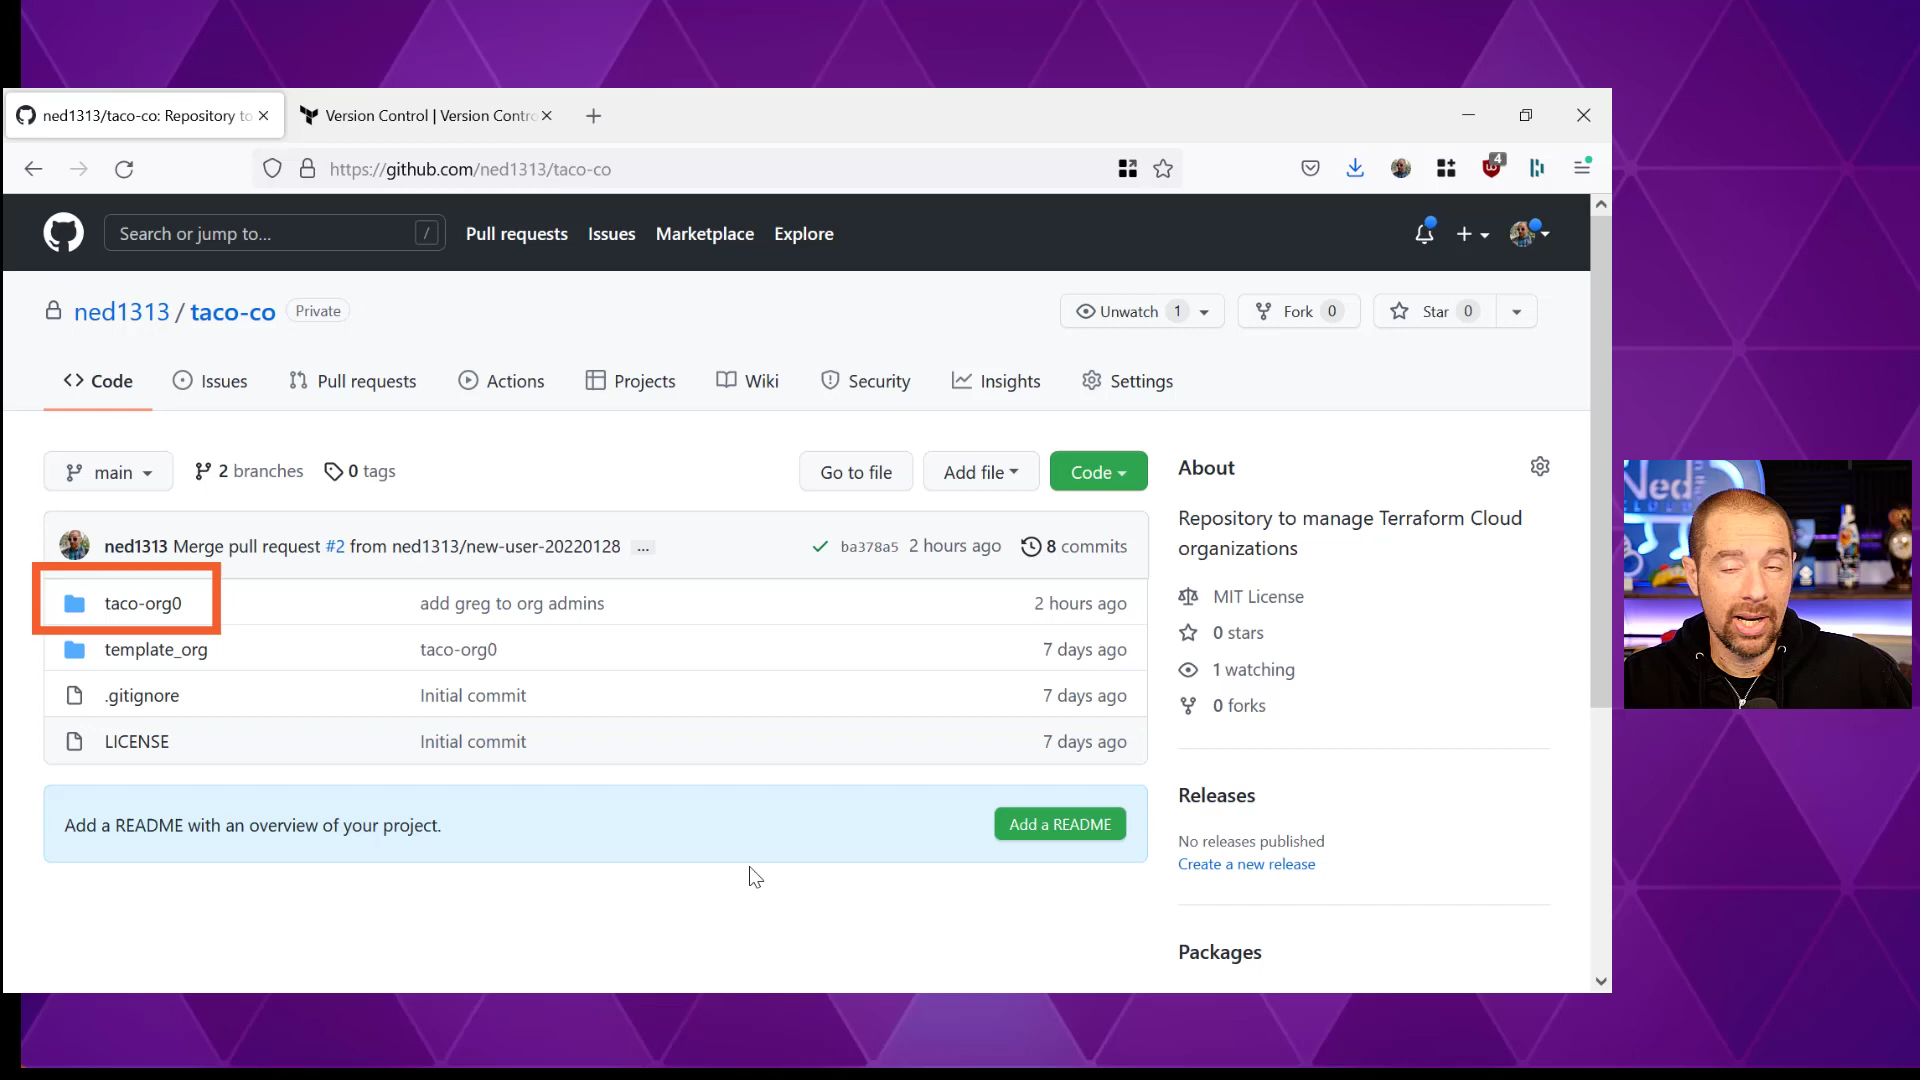 ned1313/taco-co: Repository to
Version Control | Version Contro
https://github.com/ned1313/taco-co
4
Search or jump to...
/
Pull requests
Issues
Marketplace
Explore
ned1313 / taco-co
Private
Unwatch 1
Fork 0
Star 0
Code
Issues
Pull requests
Actions
Projects
Wiki
Security
Insights
Settings
main
2 branches
0 tags
Go to file
Add file
Code
ned1313 Merge pull request #2 from ned1313/new-user-20220128 ...
ba378a5 2 hours ago
8 commits
taco-org0
add greg to org admins
2 hours ago
template_org
taco-org0
7 days ago
.gitignore
Initial commit
7 days ago
LICENSE
Initial commit
7 days ago
Add a README with an overview of your project.
Add a README
About
Repository to manage Terraform Cloud
organizations
MIT License
0 stars
1 watching
0 forks
Releases
No releases published
Create a new release
Packages
Ned